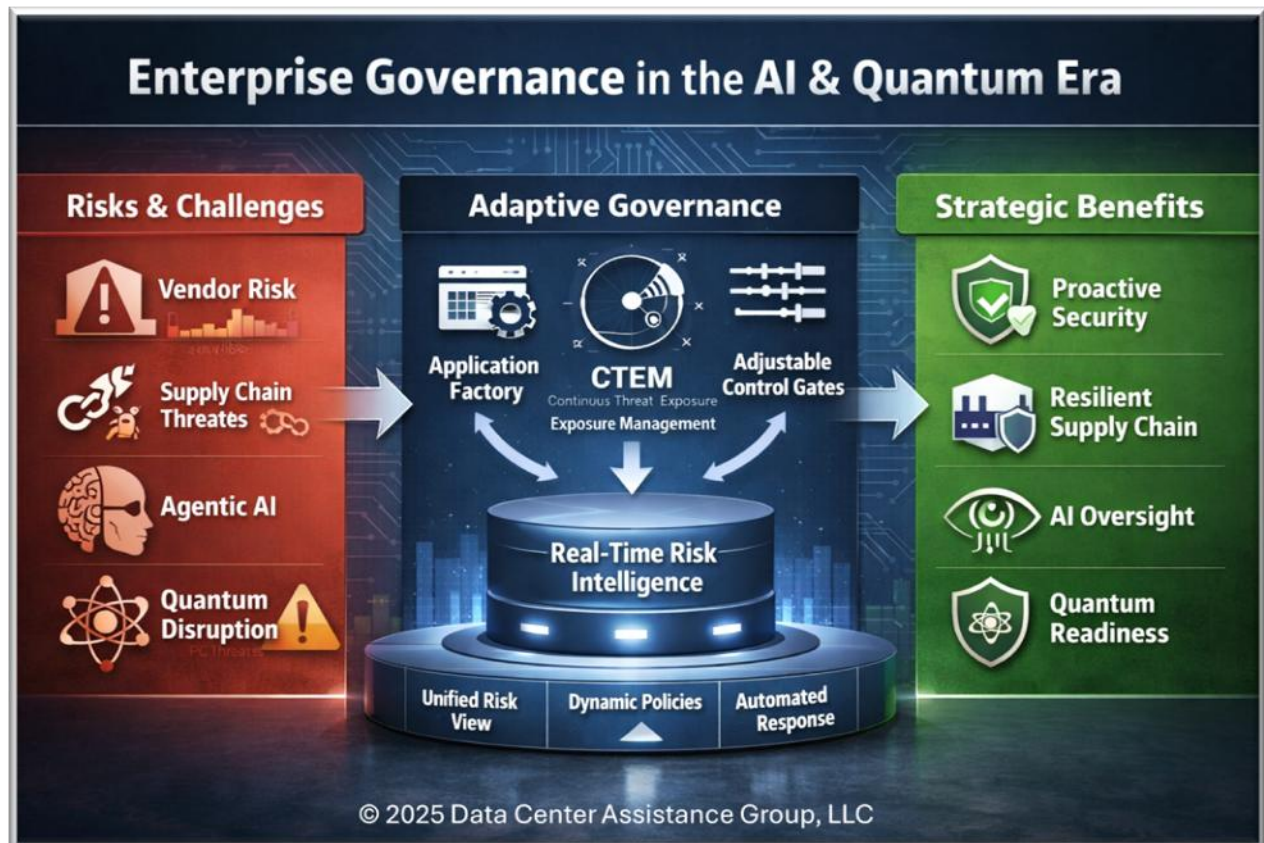 Enterprise Governance in the AI & Quantum Era
Risks & Challenges
Vendor Risk
Supply Chain
Threates
Agentic AI
Quantum
Disruption
Adaptive Governance
Application
Factory
CTEM
Continuus Threat Exposure
Exposure Management
Adjustable
Control Gates
Real-Time Risk
Intelligence
Unified Risk
View
Dynamic Policies
Automated
Response
Strategic Benefits
Proactive
Security
Resilient
Supply Chain
AI Oversight
Quantum
Readiness
© 2025 Data Center Assistance Group, LLC